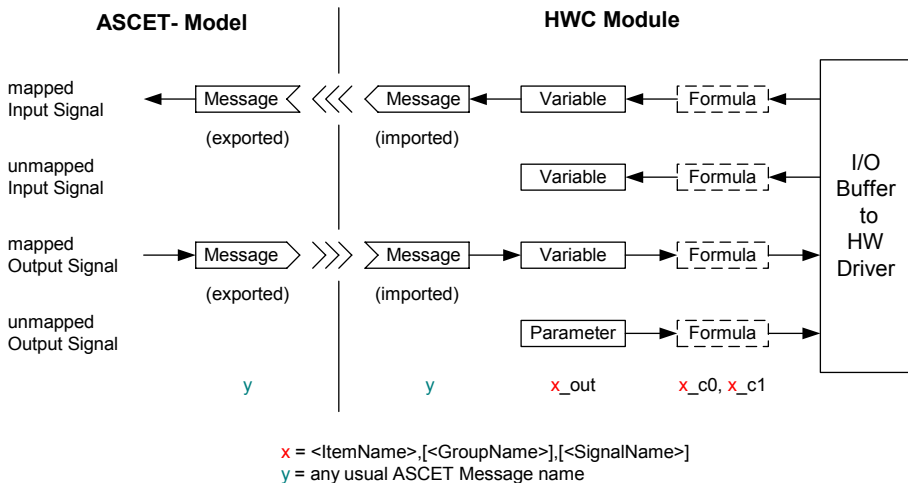 ASCET- Model
HWC Module
mapped
Input Signal
Message
Message
Variable
Formula
(exported)
(imported)
unmapped
Input Signal
Variable
Formula
I/O
Buffer
to
HW
Driver
mapped
Output Signal
Message
Message
Variable
Formula
(exported)
(imported)
unmapped
Output Signal
Parameter
Formula
y
y
x_out
x_c0, x_c1
x = <ItemName>,[<GroupName>],[<SignalName>]
y = any usual ASCET Message name